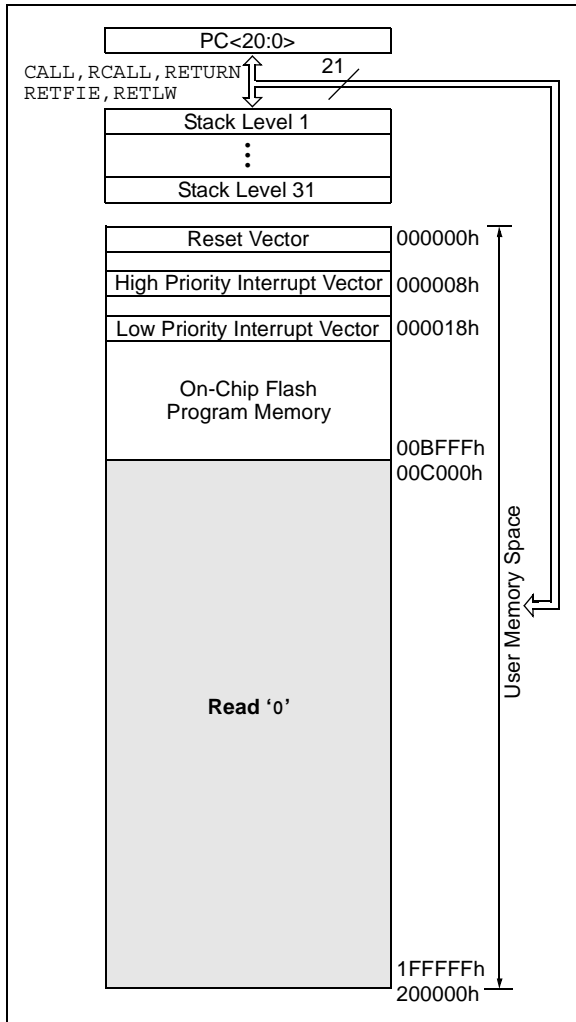 PC<20:0>
CALL,RCALL,RETURN
RETFIE,RETLW
21
Stack Level 1
Stack Level 31
Reset Vector
000000h
High Priority Interrupt Vector
000008h
Low Priority Interrupt Vector
000018h
On-Chip Flash
Program Memory
00BFFFh
00C000h
User Memory Space
Read ‘0’
1FFFFFh
200000h